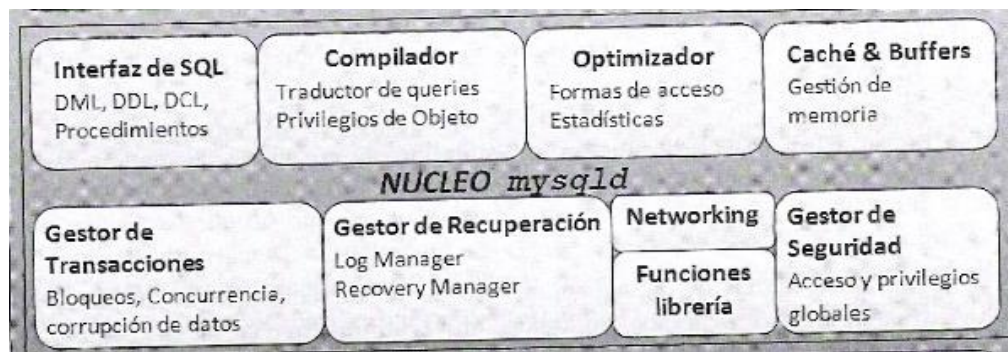 Interfaz de SQL
DML, DDL, DCL,
Procedimientos
Compilador
Traductor de queries
Privilegios de Objeto
Optimizador
Formas de acceso
Estadísticas
Caché & Buffers
Gestión de
memoria
NUCLEO mysqld
Gestor de
Transacciones
Bloqueos, Concurrencia,
corrupción de datos
Gestor de Recuperación
Log Manager
Recovery Manager
Networking
Funciones
librería
Gestor de
Seguridad
Acceso y privilegios
globales